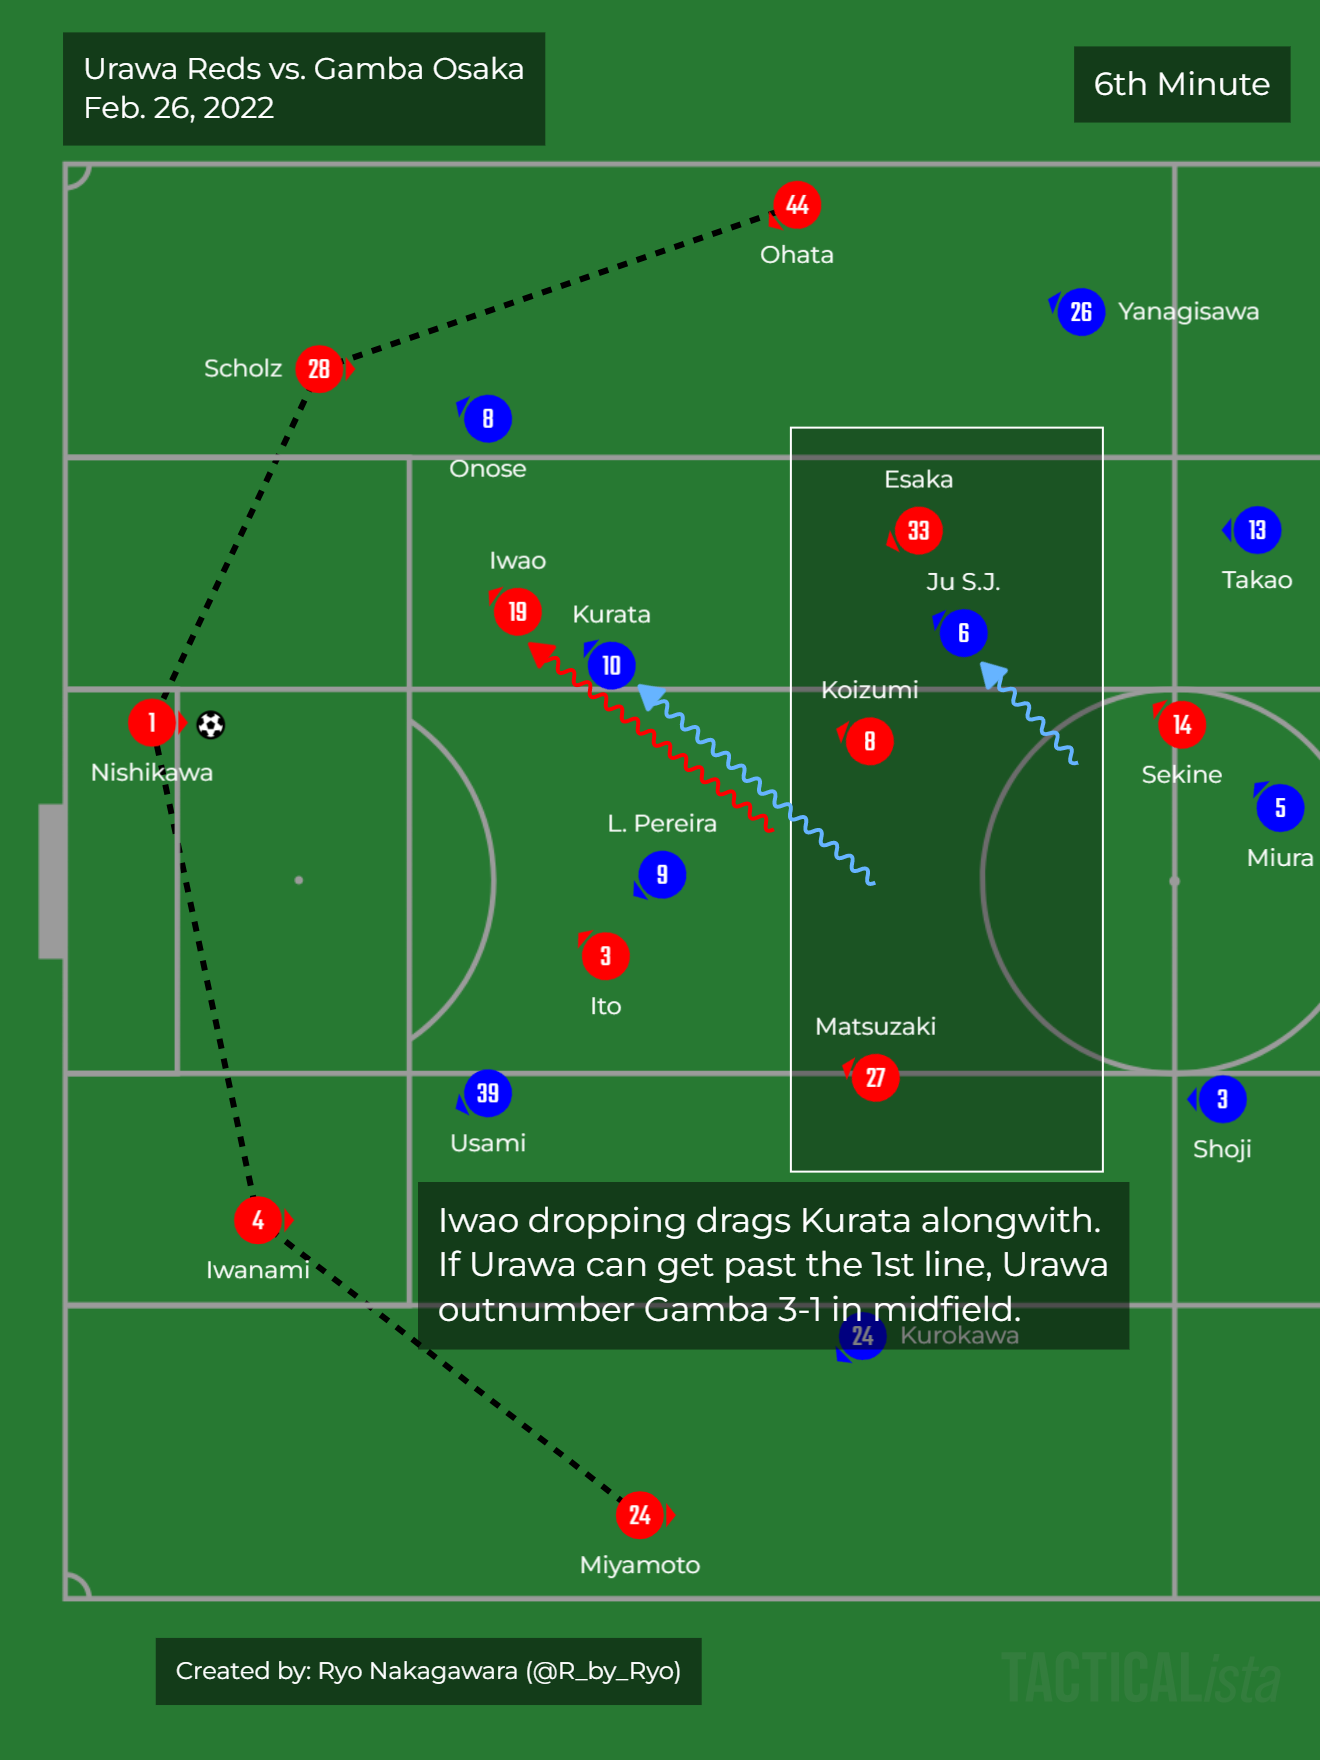 Urawa Reds vs. Gamba Osaka
Feb. 26, 2022
6th Minute
44
Ohata
26 Yanagisawa
Scholz 28
8
Onose
Esaka
33
13
Takao
Iwao
19
Kurata
10
Ju S.J.
6
Koizumi
8
14
Sekine
1
Nishikawa
5
Miura
L. Pereira
9
3
Ito
Matsuzaki
27
39
Usami
3
Shoji
4
Iwanami
Iwao dropping drags Kurata alongwith.
If Urawa can get past the 1st line, Urawa
outnumber Gamba 3-1 in midfield.
24 Kurokawa
24
Miyamoto
Created by: Ryo Nakagawara (@R_by_Ryo)
TACTICALista